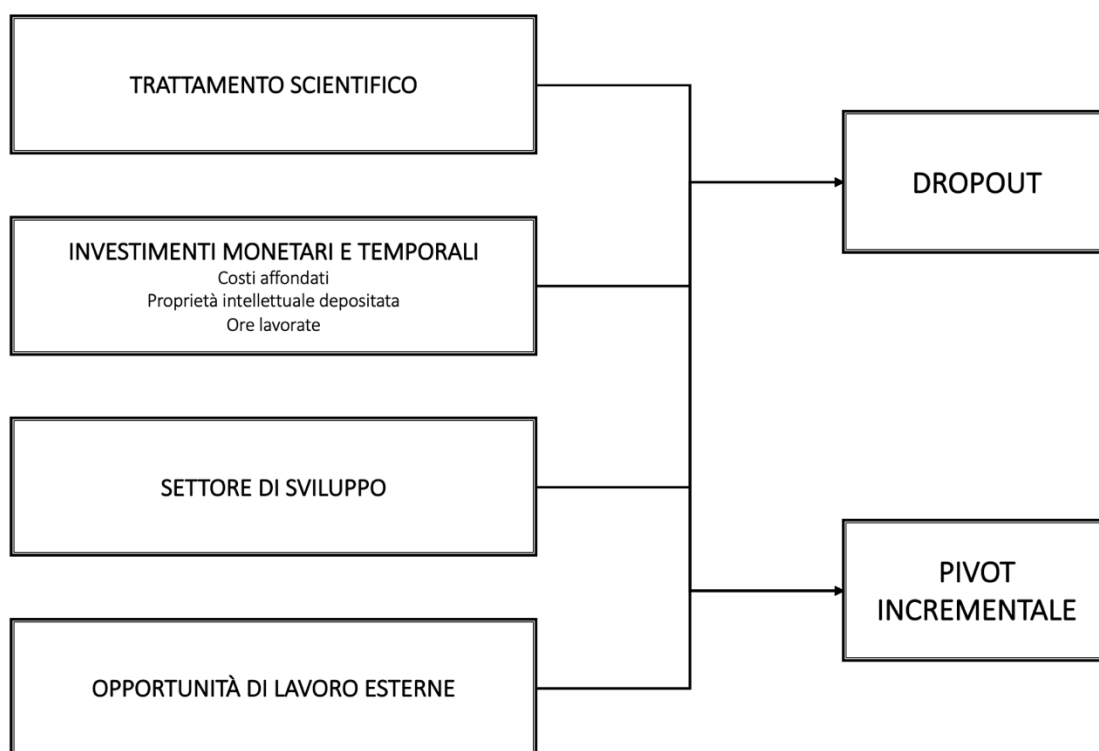 TRATTAMENTO SCIENTIFICO
INVESTIMENTI MONETARI E TEMPORALI
Costi affondati
Proprietà intellettuale depositata
Ore lavorate
SETTORE DI SVILUPPO
OPPORTUNITÀ DI LAVORO ESTERNE
DROPOUT
PIVOT
INCREMENTALE